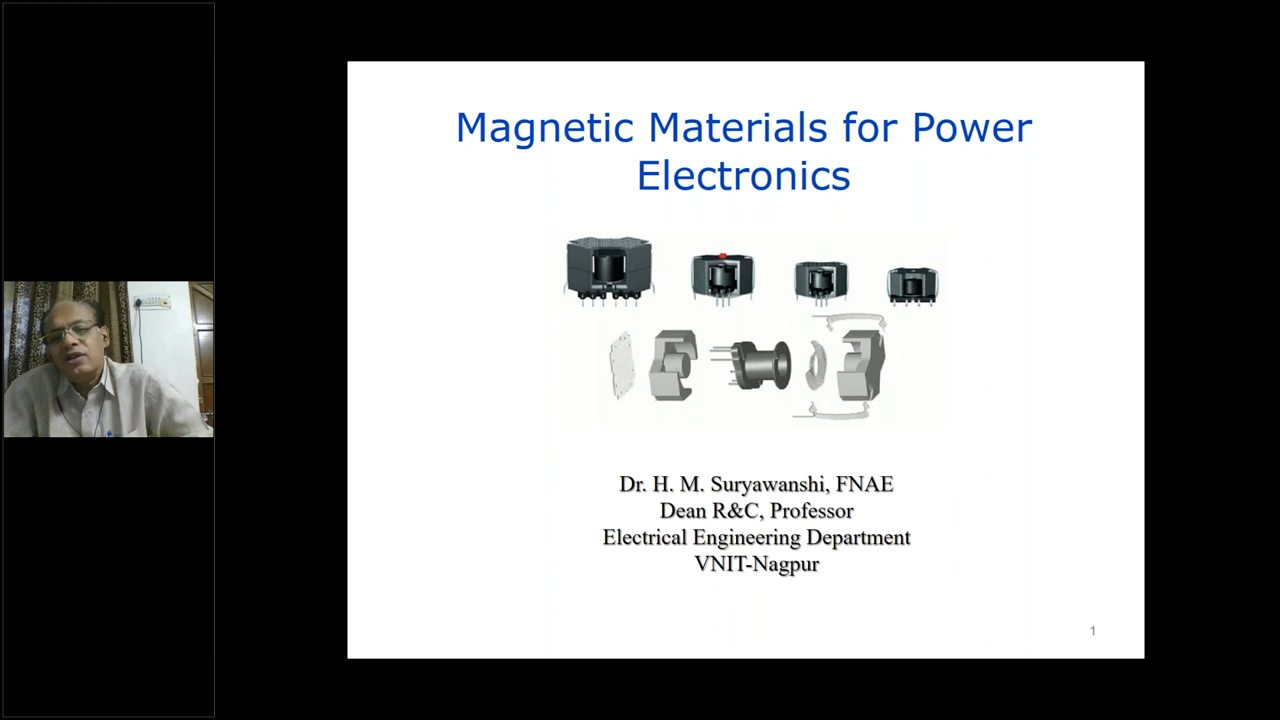 Magnetic Materials for Power
Electronics
Dr. H. M. Suryawanshi, FNAE
Dean R&C, Professor
Electrical Engineering Department
VNIT-Nagpur
1